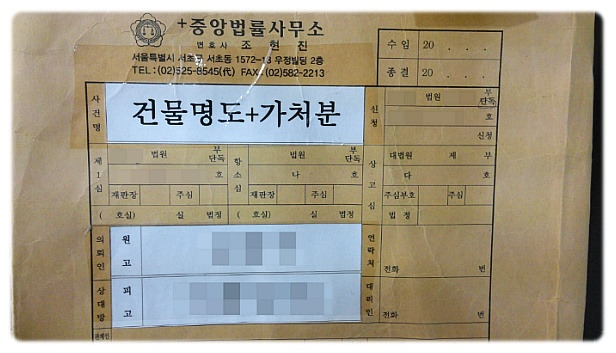 +중앙법률사무소
변호사 조현진
서울특별시 서초구 서초동 1572-13 우정빌딩 2층
TEL:(02)525-8545(代) FAX:(02)582-2213
수임 20 . . .
종결 20 . . .
사건명 건물명도+가처분
신청 법원 부 단독
호
신청
제1심 법원 부 단독 항소심 법원 부 단독 상고심 대법원 제 부
호 나 호 다 호
재판장 주심 재판장 주심 주심부호 주심
( 호실) 실 법정 ( 호실) 실 법정 법정
의뢰인 원고 연락처
전화 번
상대방 피고 대리인
전화 번